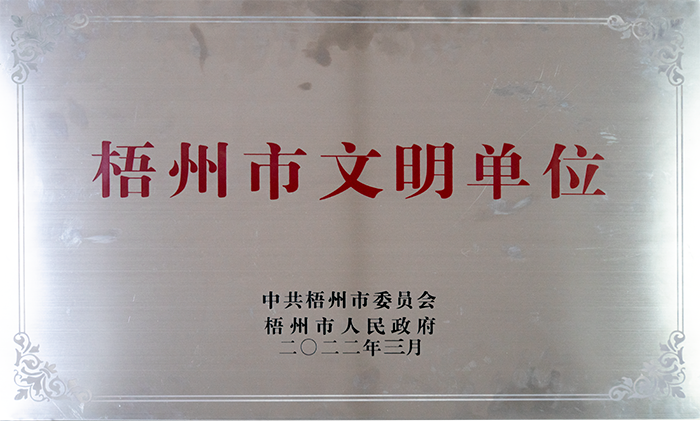 梧州市文明单位
中共梧州市委员会
梧州市人民政府
二〇二二年三月